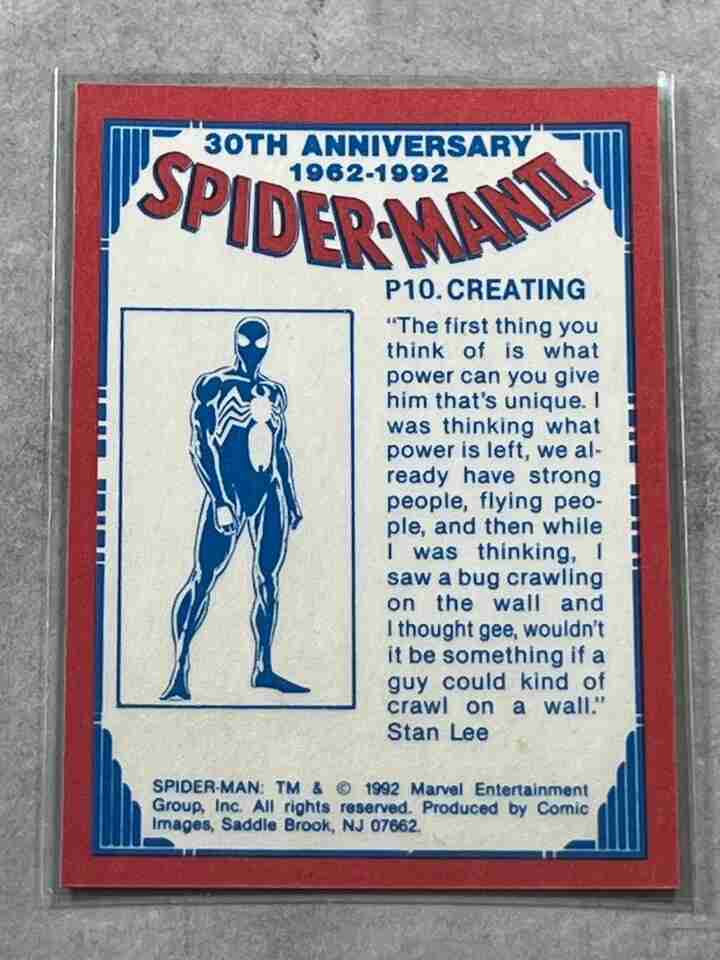 30TH ANNIVERSARY
1962-1992
SPIDER-MAN II
P10. CREATING
"The first thing you
think of is what
power can you give
him that's unique. I
was thinking what
power is left, we al-
ready have strong
people, flying peo-
ple, and then while
I was thinking, I
saw a bug crawling
on the wall and
I thought gee, wouldn't
it be something if a
guy could kind of
crawl on a wall."
Stan Lee
SPIDER-MAN: TM & © 1992 Marvel Entertainment
Group, Inc. All rights reserved. Produced by Comic
Images, Saddle Brook, NJ 07662.